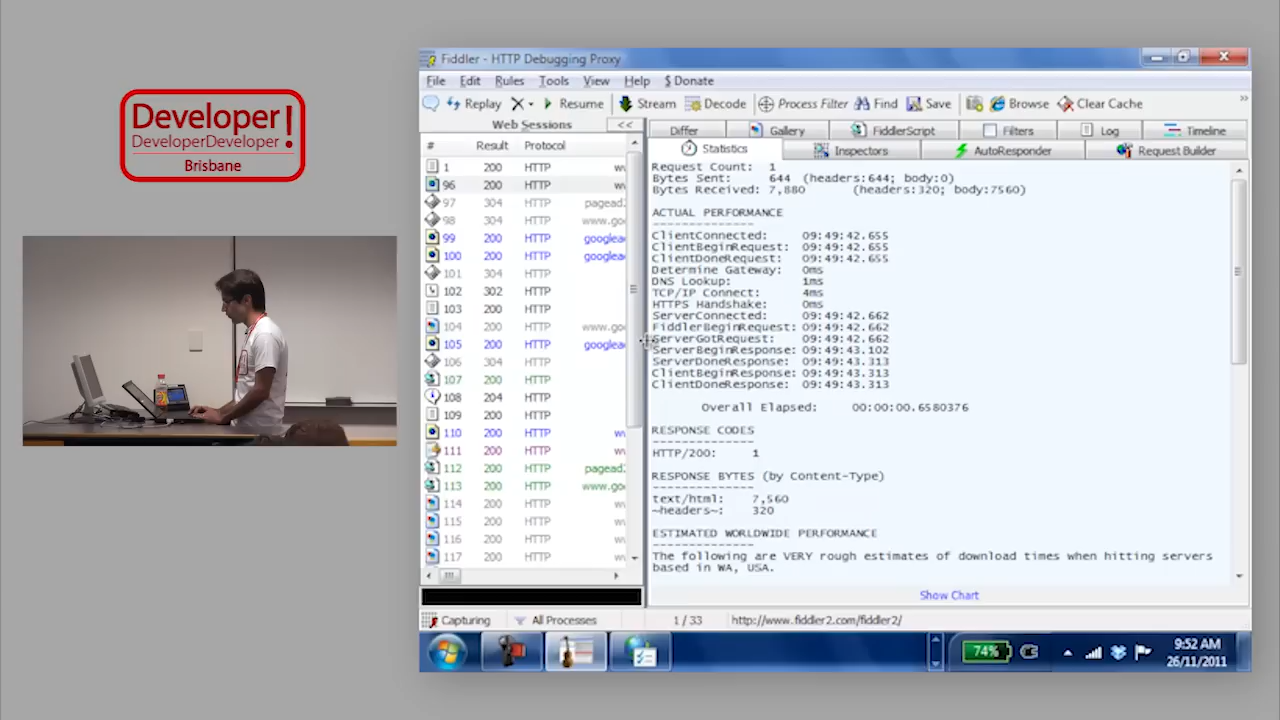 Developer!
DeveloperDeveloper
Brisbane
Fiddler - HTTP Debugging Proxy
File Edit Rules Tools View Help $ Donate
Replay Resume Stream Decode Process Filter Find Save Browse Clear Cache »
Web Sessions <<
# Result Protocol
1 200 HTTP
96 200 HTTP
97 304 HTTP pagead
98 304 HTTP www.go
99 200 HTTP googlea
100 200 HTTP googlea
101 304 HTTP
102 302 HTTP
103 200 HTTP
104 200 HTTP www.go
105 200 HTTP googlea
106 304 HTTP
107 200 HTTP
108 204 HTTP
109 200 HTTP
110 200 HTTP
111 200 HTTP
112 200 HTTP pagead
113 200 HTTP www.go
114 200 HTTP
115 200 HTTP
116 200 HTTP
117 200 HTTP
Differ Gallery FiddlerScript Filters Log Timeline
Statistics Inspectors AutoResponder Request Builder
Request Count: 1
Bytes Sent: 644 (headers:644; body:0)
Bytes Received: 7,880 (headers:320; body:7560)
ACTUAL PERFORMANCE
--------------
ClientConnected: 09:49:42.655
ClientBeginRequest: 09:49:42.655
ClientDoneRequest: 09:49:42.655
Determine Gateway: 0ms
DNS Lookup: 1ms
TCP/IP Connect: 4ms
HTTPS Handshake: 0ms
ServerConnected: 09:49:42.662
FiddlerBeginRequest: 09:49:42.662
ServerGotRequest: 09:49:42.662
ServerBeginResponse: 09:49:43.102
ServerDoneResponse: 09:49:43.313
ClientBeginResponse: 09:49:43.313
ClientDoneResponse: 09:49:43.313
Overall Elapsed: 00:00:00.6580376
RESPONSE CODES
--------------
HTTP/200: 1
RESPONSE BYTES (by Content-Type)
--------------
text/html: 7,560
~headers~: 320
ESTIMATED WORLDWIDE PERFORMANCE
--------------
The following are VERY rough estimates of download times when hitting servers
based in WA, USA.
Show Chart
Capturing All Processes 1 / 33 http://www.fiddler2.com/fiddler2/
74% 9:52 AM
26/11/2011